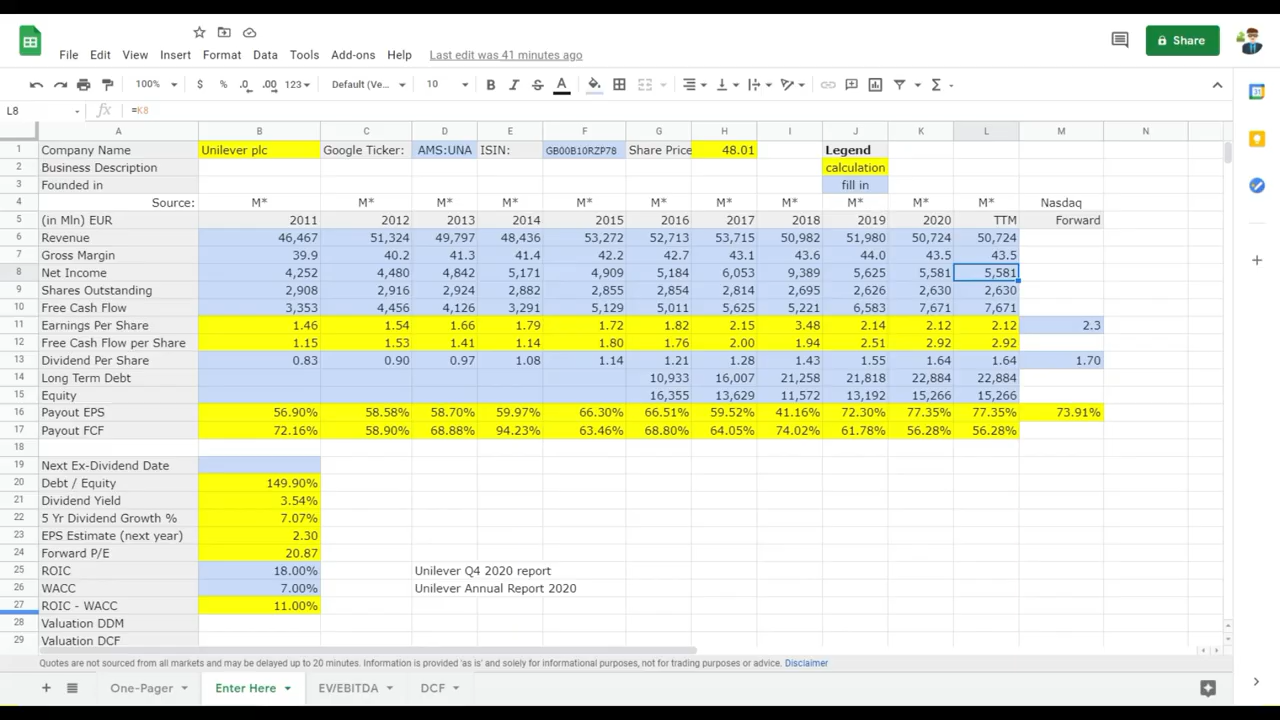 File Edit View Insert Format Data Tools Add-ons Help Last edit was 41 minutes ago Share
100% $ % .0 .00 123 Default (Ve... 10 B I S A Σ
L8 fx =K8
A B C D E F G H I J K L M N
1 Company Name Unilever plc Google Ticker: AMS:UNA ISIN: GB00B10RZP78 Share Price 48.01 Legend
2 Business Description calculation
3 Founded in fill in
4 Source: M* M* M* M* M* M* M* M* M* M* M* Nasdaq
5 (in Mln) EUR 2011 2012 2013 2014 2015 2016 2017 2018 2019 2020 TTM Forward
6 Revenue 46,467 51,324 49,797 48,436 53,272 52,713 53,715 50,982 51,980 50,724 50,724
7 Gross Margin 39.9 40.2 41.3 41.4 42.2 42.7 43.1 43.6 44.0 43.5 43.5
8 Net Income 4,252 4,480 4,842 5,171 4,909 5,184 6,053 9,389 5,625 5,581 5,581
9 Shares Outstanding 2,908 2,916 2,924 2,882 2,855 2,854 2,814 2,695 2,626 2,630 2,630
10 Free Cash Flow 3,353 4,456 4,126 3,291 5,129 5,011 5,625 5,221 6,583 7,671 7,671
11 Earnings Per Share 1.46 1.54 1.66 1.79 1.72 1.82 2.15 3.48 2.14 2.12 2.12 2.3
12 Free Cash Flow per Share 1.15 1.53 1.41 1.14 1.80 1.76 2.00 1.94 2.51 2.92 2.92
13 Dividend Per Share 0.83 0.90 0.97 1.08 1.14 1.21 1.28 1.43 1.55 1.64 1.64 1.70
14 Long Term Debt 10,933 16,007 21,258 21,818 22,884 22,884
15 Equity 16,355 13,629 11,572 13,192 15,266 15,266
16 Payout EPS 56.90% 58.58% 58.70% 59.97% 66.30% 66.51% 59.52% 41.16% 72.30% 77.35% 77.35% 73.91%
17 Payout FCF 72.16% 58.90% 68.88% 94.23% 63.46% 68.80% 64.05% 74.02% 61.78% 56.28% 56.28%
18
19 Next Ex-Dividend Date
20 Debt / Equity 149.90%
21 Dividend Yield 3.54%
22 5 Yr Dividend Growth % 7.07%
23 EPS Estimate (next year) 2.30
24 Forward P/E 20.87
25 ROIC 18.00% Unilever Q4 2020 report
26 WACC 7.00% Unilever Annual Report 2020
27 ROIC - WACC 11.00%
28 Valuation DDM
29 Valuation DCF
Quotes are not sourced from all markets and may be delayed up to 20 minutes. Information is provided 'as is' and solely for informational purposes, not for trading purposes or advice. Disclaimer
One-Pager Enter Here EV/EBITDA DCF